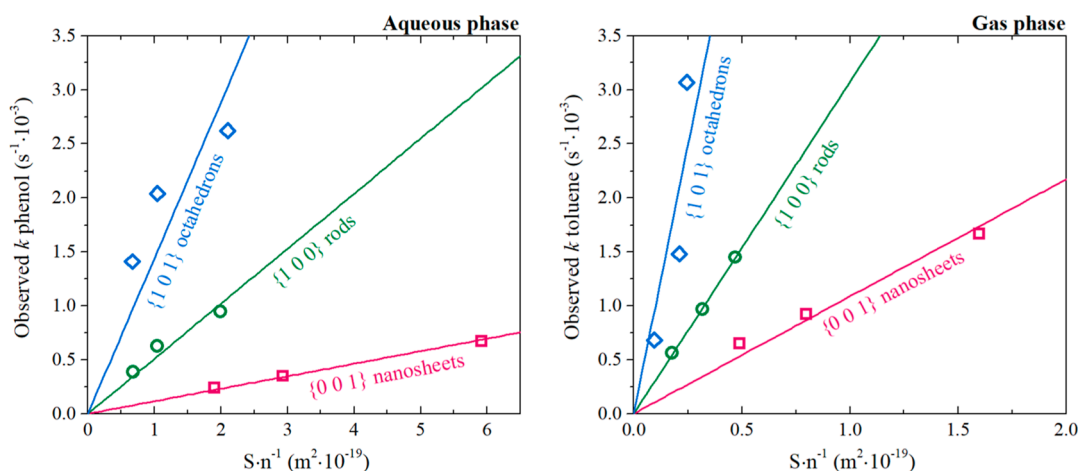 Aqueous phase
Observed k phenol (s⁻¹·10⁻³)
3.5
3.0
2.5
2.0
1.5
1.0
0.5
0.0
{1 0 1} octahedrons
{1 0 0} rods
{0 0 1} nanosheets
0 1 2 3 4 5 6
S·n⁻¹ (m²·10⁻¹⁹)
Gas phase
Observed k toluene (s⁻¹·10⁻³)
3.5
3.0
2.5
2.0
1.5
1.0
0.5
0.0
{1 0 1} octahedrons
{1 0 0} rods
{0 0 1} nanosheets
0.0 0.5 1.0 1.5 2.0
S·n⁻¹ (m²·10⁻¹⁹)